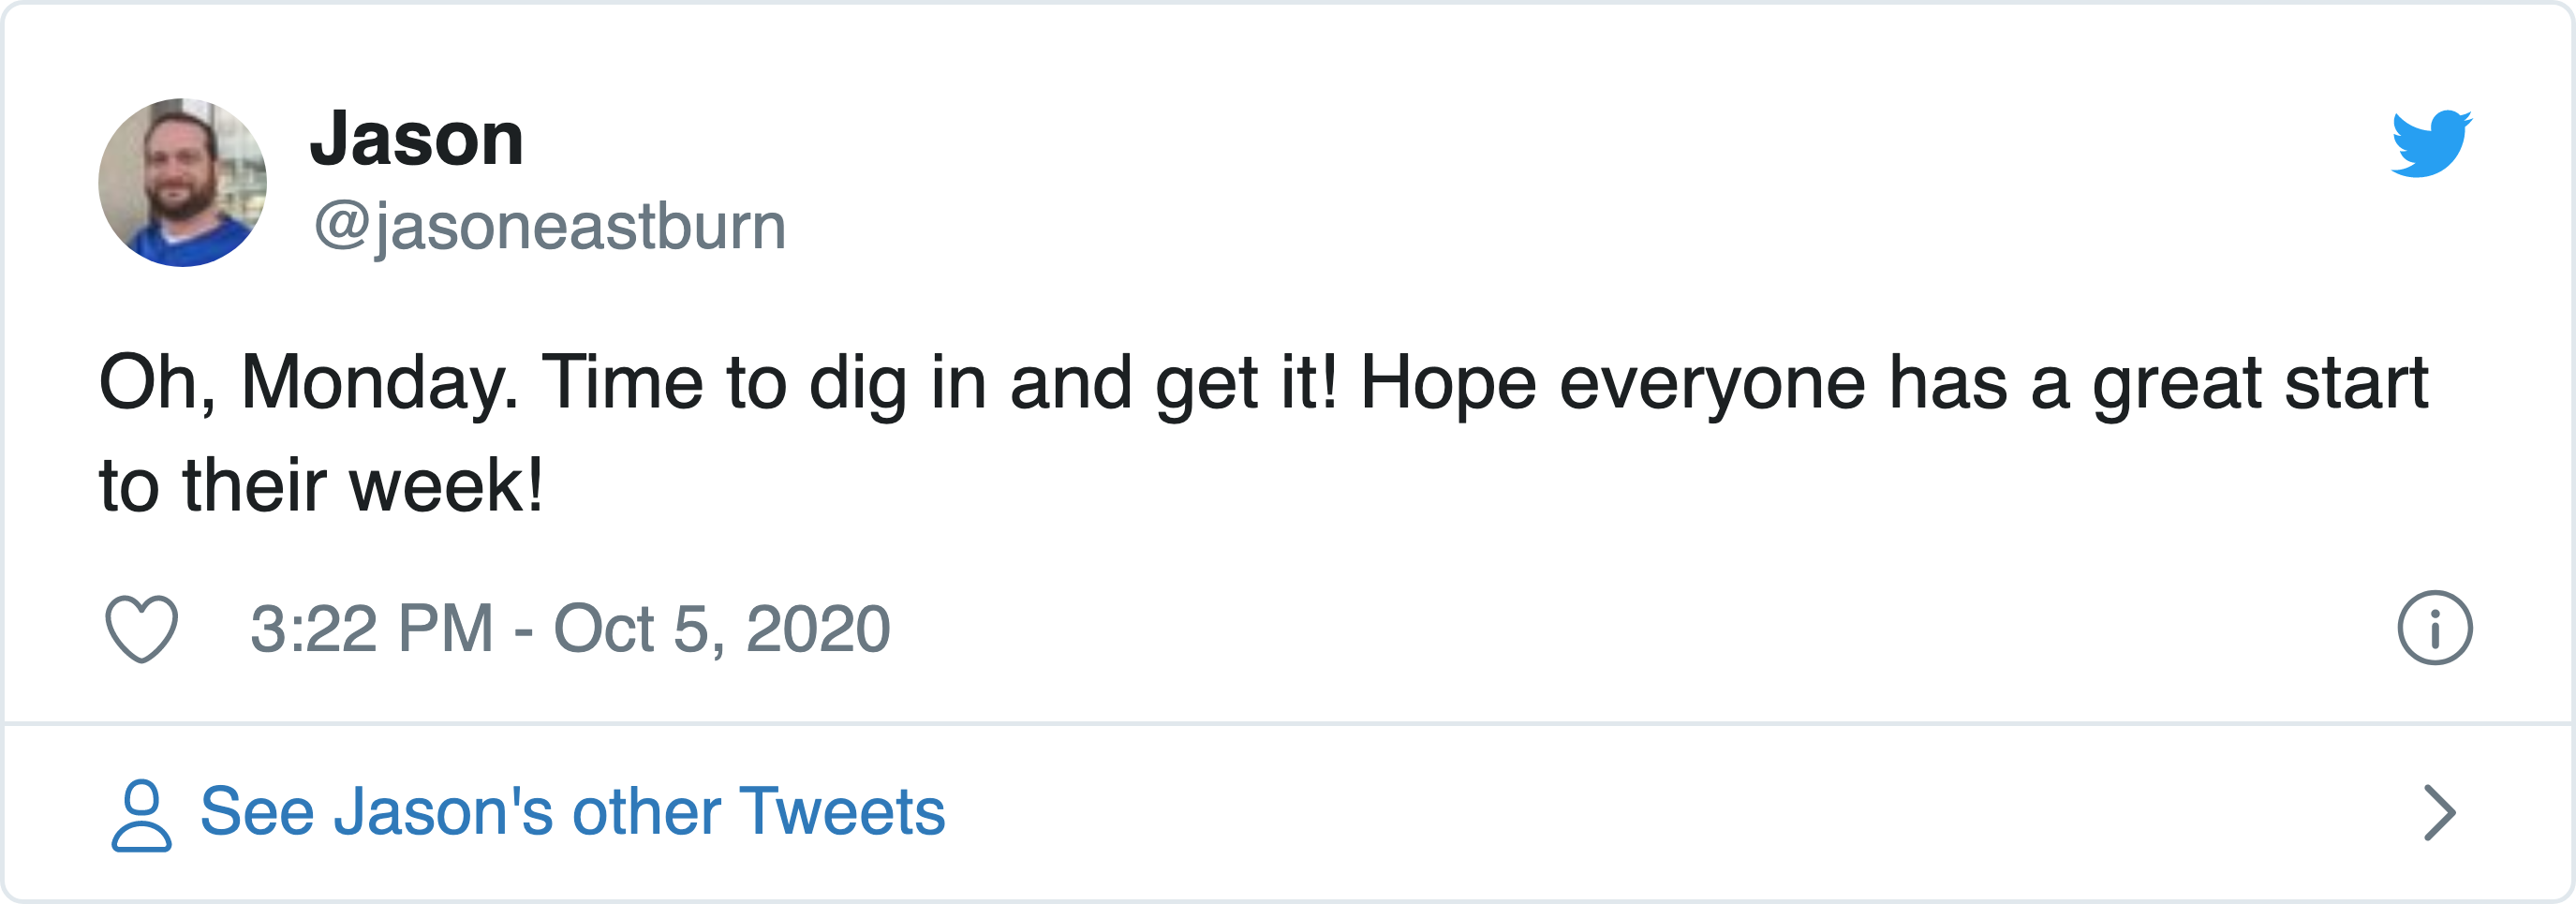 Jason
@jasoneastburn
Oh, Monday. Time to dig in and get it! Hope everyone has a great start
to their week!
3:22 PM - Oct 5, 2020
See Jason's other Tweets